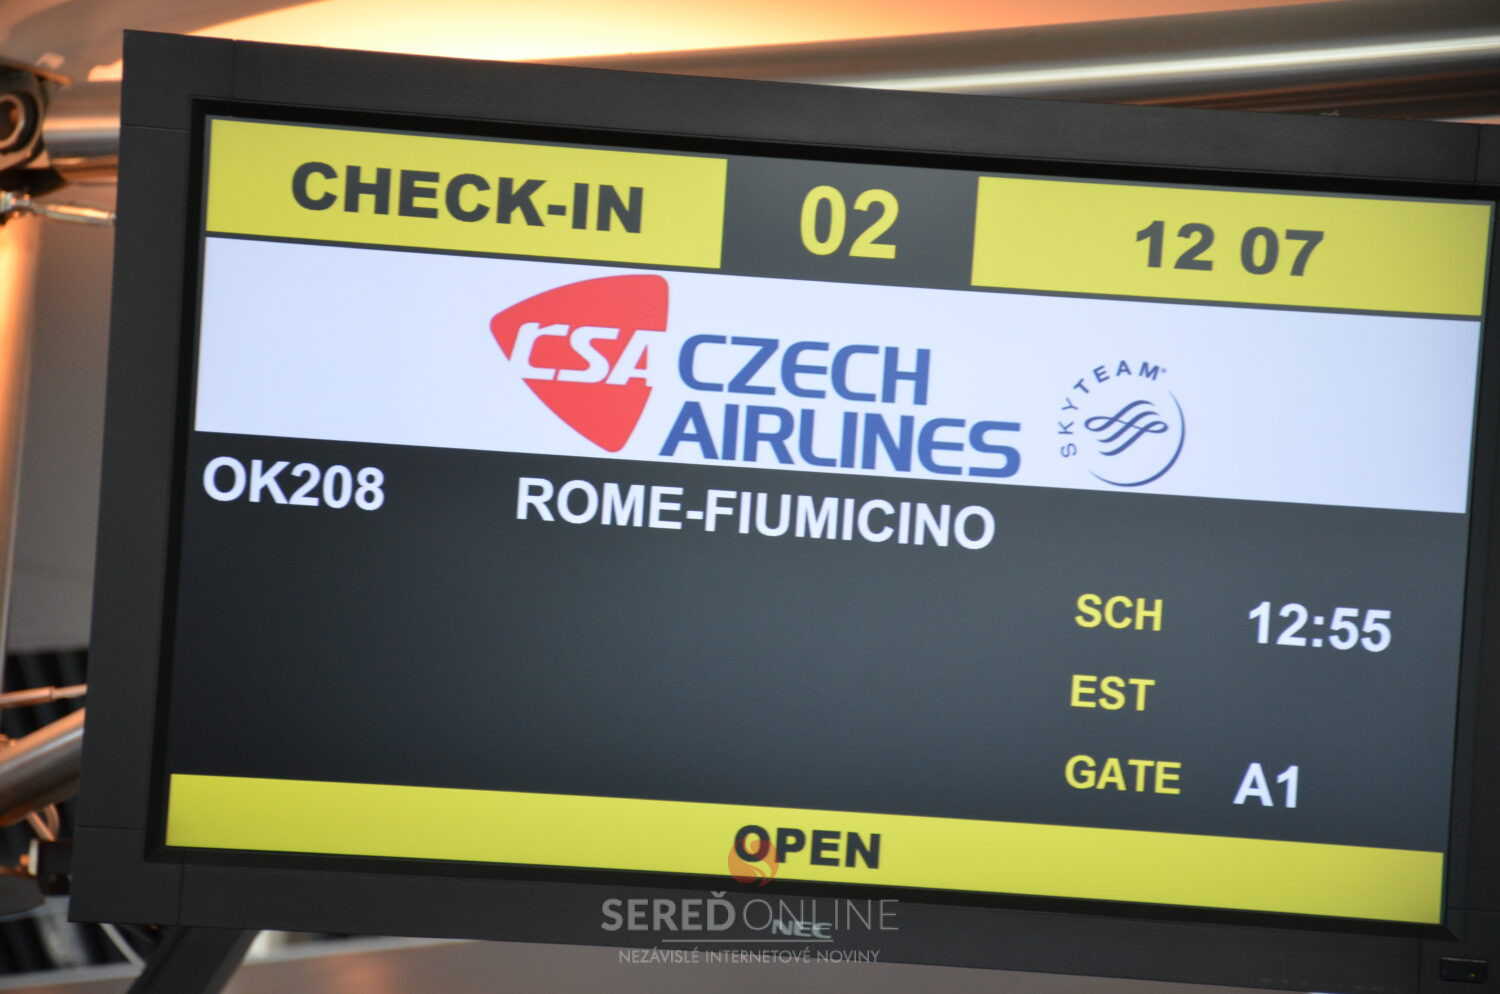 CHECK-IN 02 12 07
CSA CZECH AIRLINES
SKYTEAM
OK208 ROME-FIUMICINO
SCH 12:55
EST
GATE A1
OPEN
SEREĎONLINE
NEC
NEZÁVISLÉ INTERNETOVÉ NOVINY